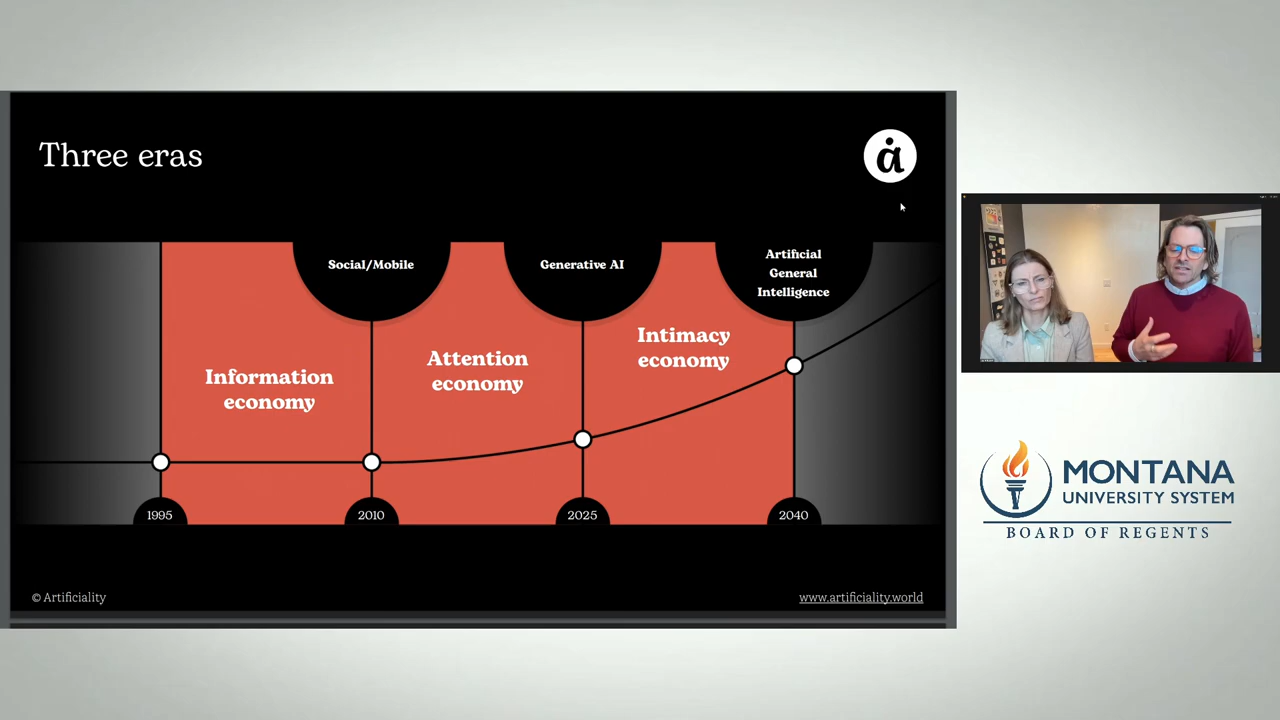 Three eras
Social/Mobile
Generative AI
Artificial
General
Intelligence
Information
economy
Attention
economy
Intimacy
economy
1995
2010
2025
2040
© Artificiality
www.artificiality.world
MONTANA
UNIVERSITY SYSTEM
BOARD OF REGENTS